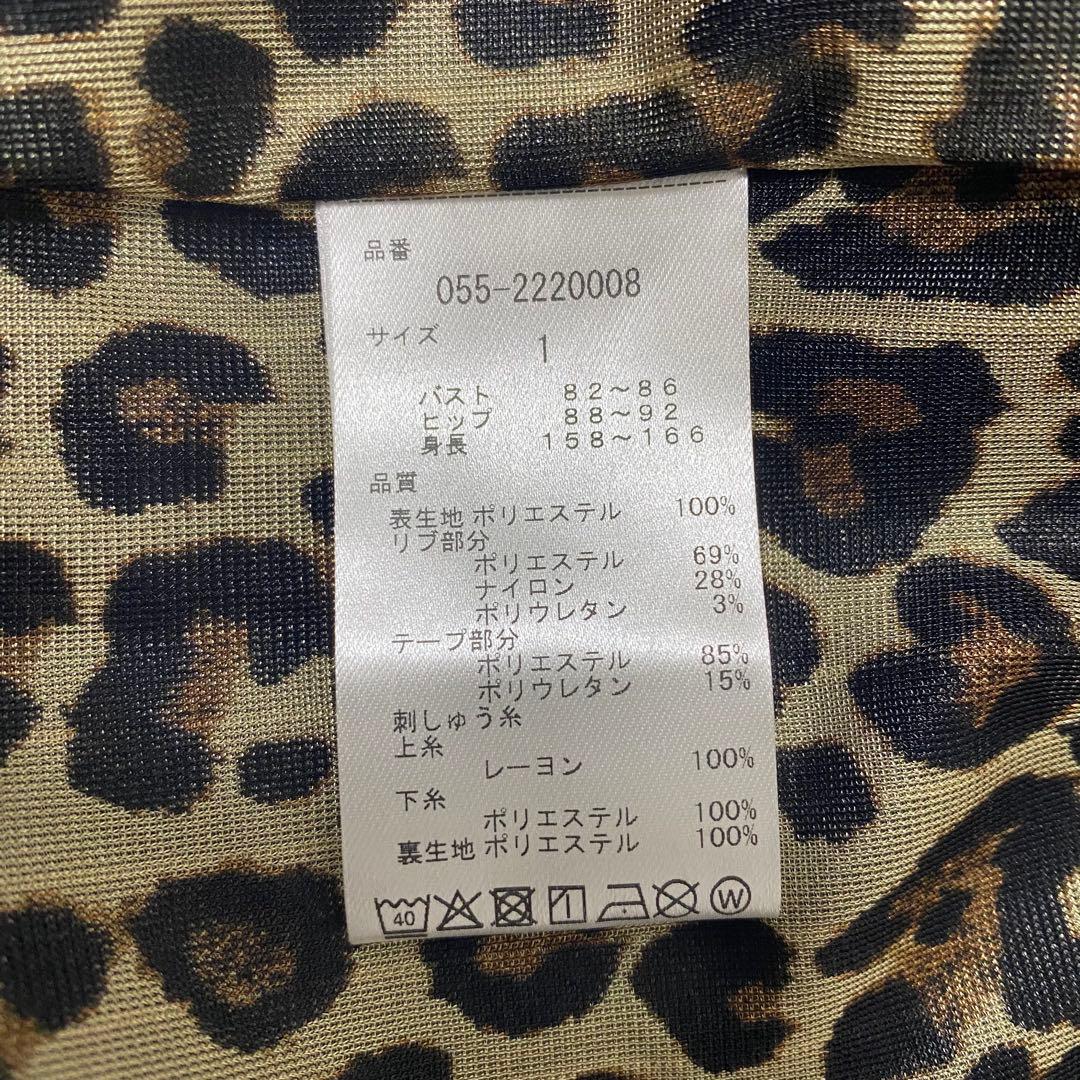 品番
055-2220008
サイズ
1
バスト 82～86
ヒップ 88～92
身長 158～166
品質
表生地 ポリエステル 100%
リブ部分
ポリエステル 69%
ナイロン 28%
ポリウレタン 3%
テープ部分
ポリエステル 85%
ポリウレタン 15%
刺しゅう糸
上糸
レーヨン 100%
下糸
ポリエステル 100%
裏生地 ポリエステル 100%
40 W